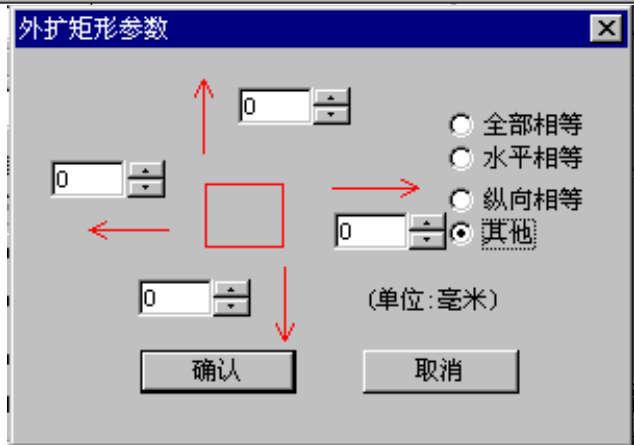 外扩矩形参数
0
全部相等
水平相等
0
纵向相等
0
其他
0
(单位:毫米)
确认
取消